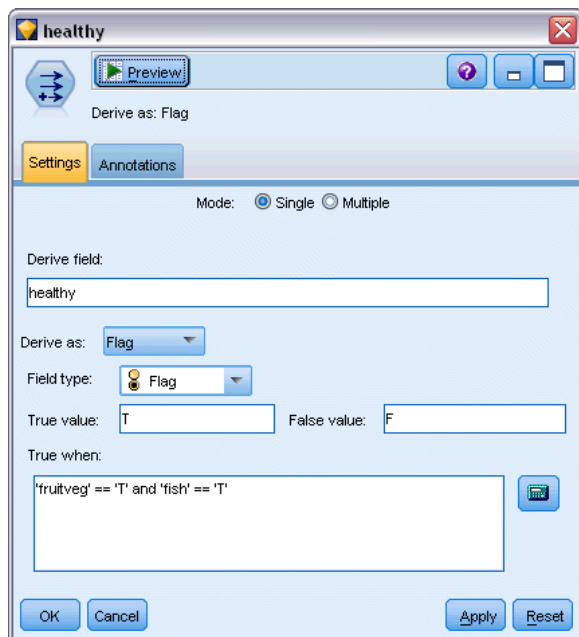 healthy
Preview
Derive as: Flag
Settings Annotations
Mode: Single Multiple
Derive field:
healthy
Derive as: Flag
Field type: Flag
True value: T False value: F
True when:
'fruitveg' == 'T' and 'fish' == 'T'
OK Cancel Apply Reset